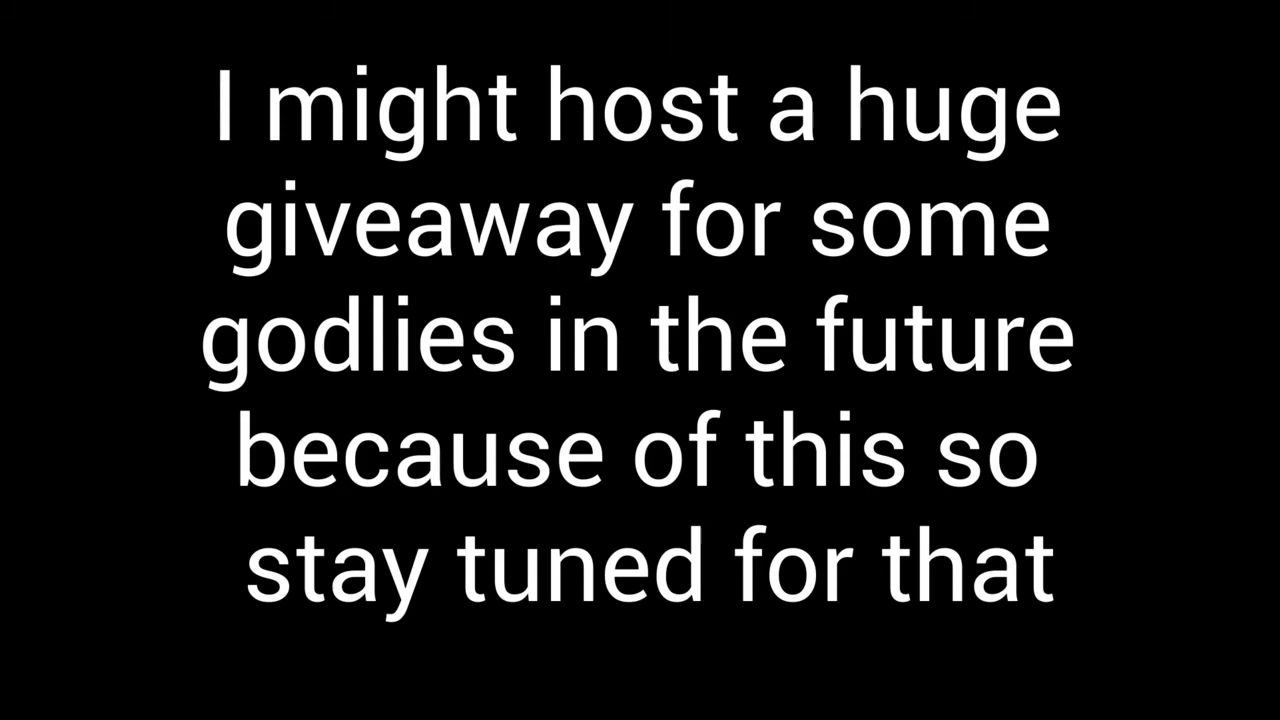 I might host a huge
giveaway for some
godlies in the future
because of this so
stay tuned for that